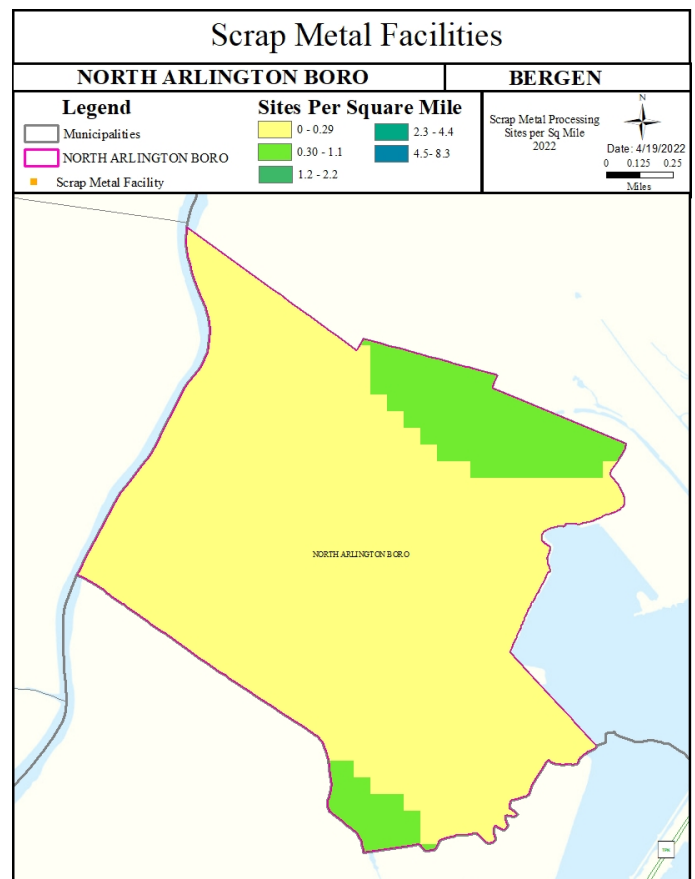 Scrap Metal Facilities
NORTH ARLINGTON BORO
BERGEN
Legend
Municipalities
NORTH ARLINGTON BORO
Scrap Metal Facility
Sites Per Square Mile
0 - 0.29
0.30 - 1.1
1.2 - 2.2
2.3 - 4.4
4.5- 8.3
Scrap Metal Processing
Sites per Sq Mile
2022
N
Date: 4/19/2022
0 0.125 0.25
Miles
NORTH ARLINGTON BORO